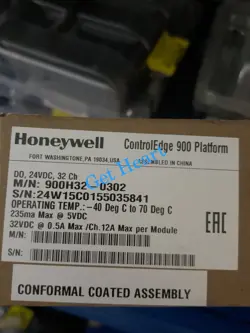 Honeywell
ControlEdge 900 Platform
FORT WASHINGTONE, PA 19034, USA
ASSEMBLED IN CHINA
DO, 24VDC, 32 Ch
M/N: 900H32 - 0302
S/N: 24W15C0155035841
OPERATING TEMP.: -40 Deg C to 70 Deg C
235ma Max @ 5VDC
32VDC @ 0.5A Max /Ch.12A Max per Module
M/N:
S/N:
EAC
CONFORMAL COATED ASSEMBLY
Get Heart